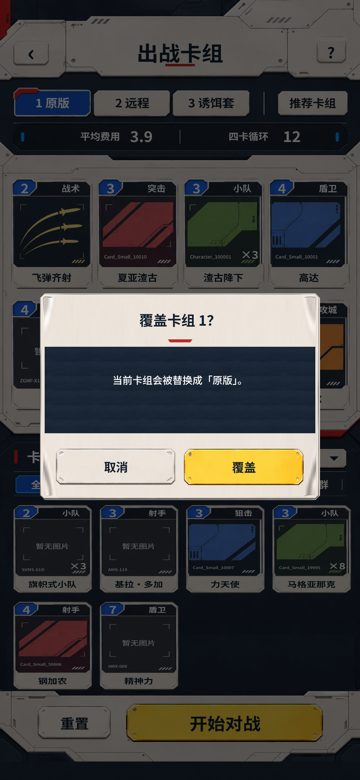 出战卡组
?
1 原版
2 远程
3 诱饵套
推荐卡组
平均费用 3.9
四卡循环 12
2 战术
飞弹齐射
3 突击
Card_Small_10010
夏亚渣古
3 小队
Character_100001
×3
渣古降下
4 盾卫
Card_Small_10001
高达
4
攻城
覆盖卡组 1?
当前卡组会被替换成「原版」。
取消
覆盖
卡
全
群
2 小队
暂无图片
×3
旗帜式小队
3 射手
暂无图片
基拉·多加
3 狙击
Card_Small_20007
力天使
3 小队
Card_Small_19991
×8
马格亚那克
4 射手
Card_Small_30006
钢加农
7 盾卫
暂无图片
精神力
重置
开始对战